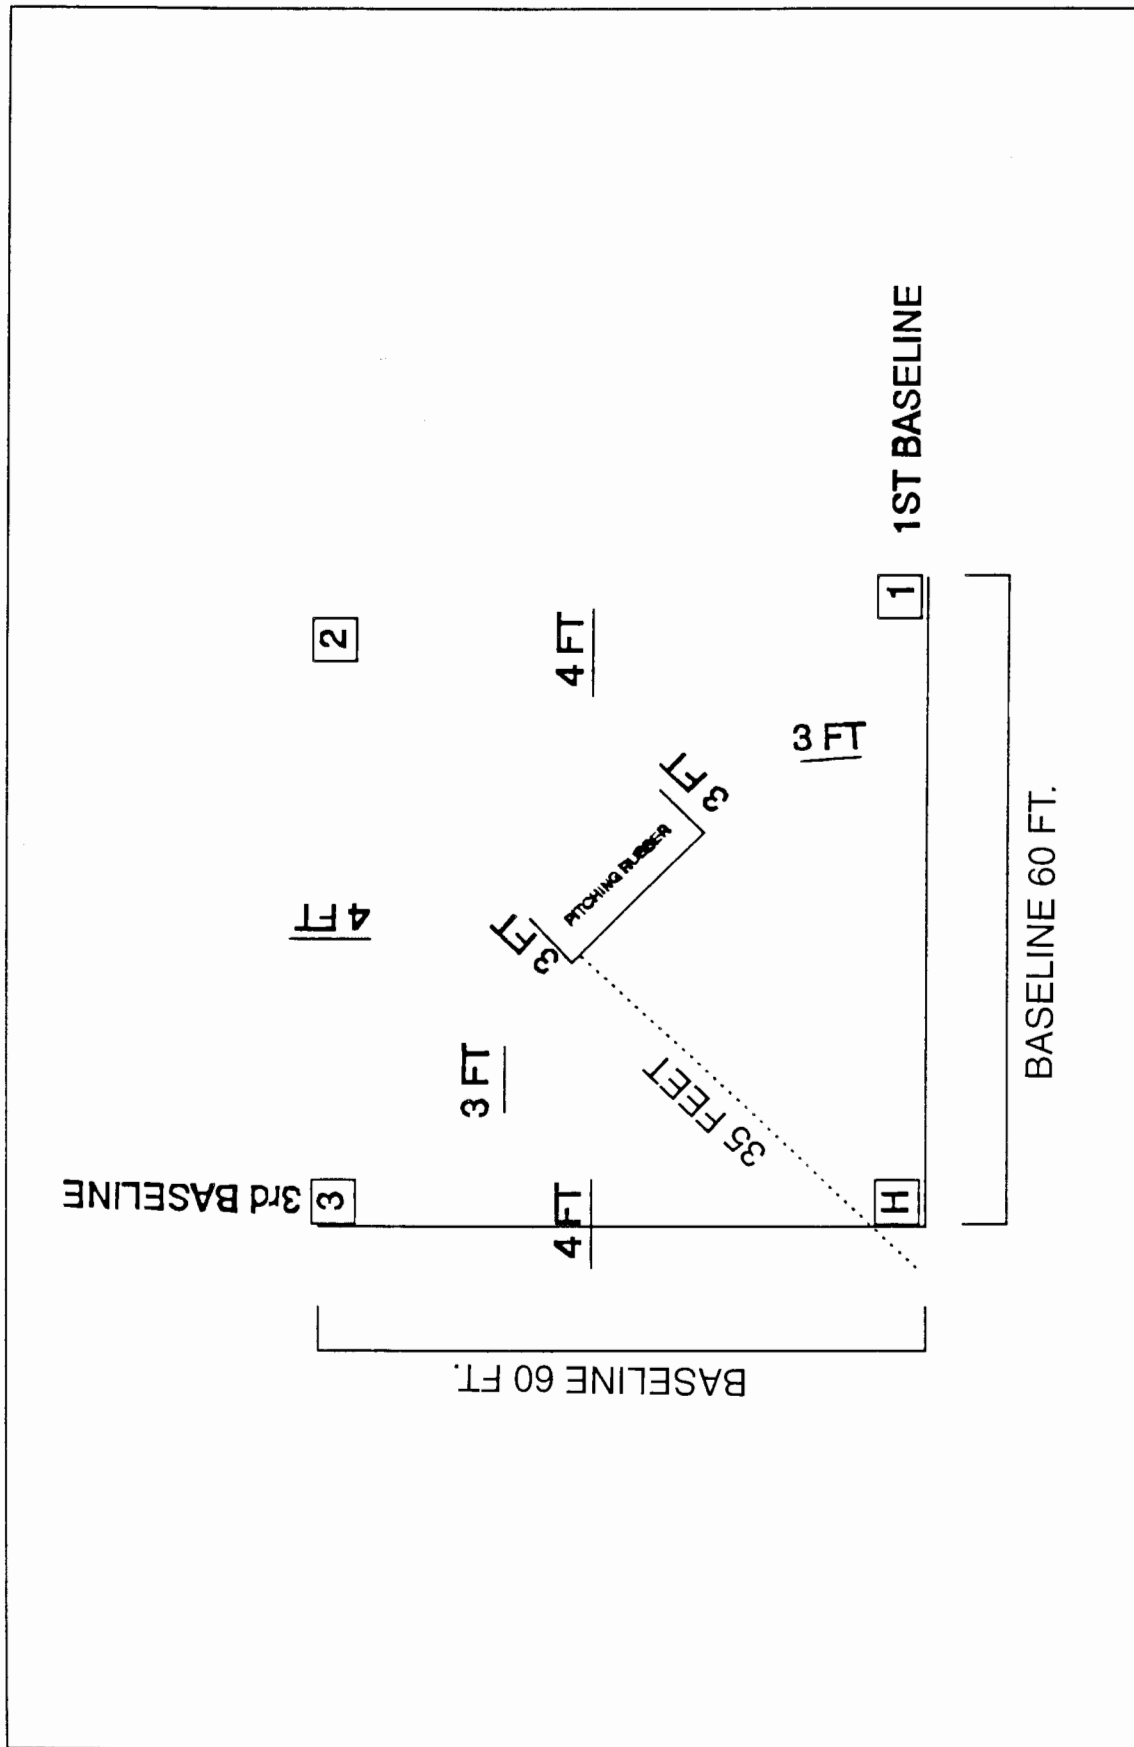 3rd BASELINE
3
2
4 FT
4 FT
3 FT
3 FT
PITCHING RUBBER
3 FT
3 FT
4 FT
35 FEET
H
1
1ST BASELINE
BASELINE 60 FT.
BASELINE 60 FT.